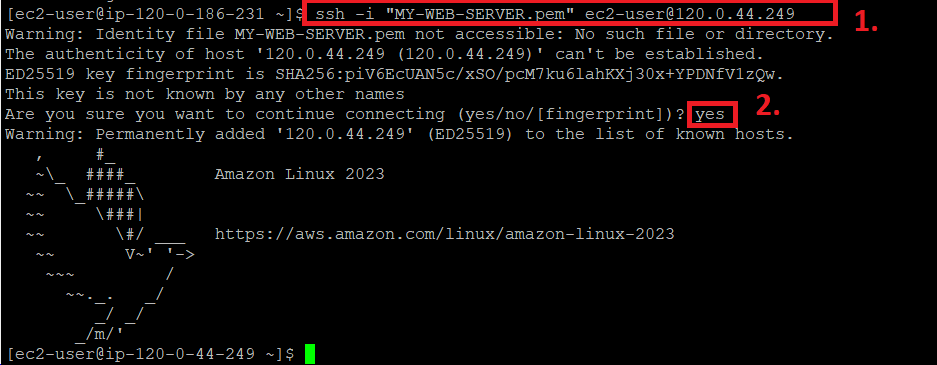 [ec2-user@ip-120-0-186-231 ~]$ ssh -i "MY-WEB-SERVER.pem" ec2-user@120.0.44.249 1.
Warning: Identity file MY-WEB-SERVER.pem not accessible: No such file or directory.
The authenticity of host '120.0.44.249 (120.0.44.249)' can't be established.
ED25519 key fingerprint is SHA256:piV6EcUAN5c/xSO/pcM7ku6lahKXj30x+YPDNfV1zQw.
This key is not known by any other names
Are you sure you want to continue connecting (yes/no/[fingerprint])? yes 2.
Warning: Permanently added '120.0.44.249' (ED25519) to the list of known hosts.
   ,     #_
   ~\_  ####_        Amazon Linux 2023
  ~~  \_#####\
  ~~     \###|
  ~~       \#/ ___   https://aws.amazon.com/linux/amazon-linux-2023
   ~~       V~' '->
    ~~~         /
      ~~._.   _/
         _/ _/
       _/m/'
[ec2-user@ip-120-0-44-249 ~]$